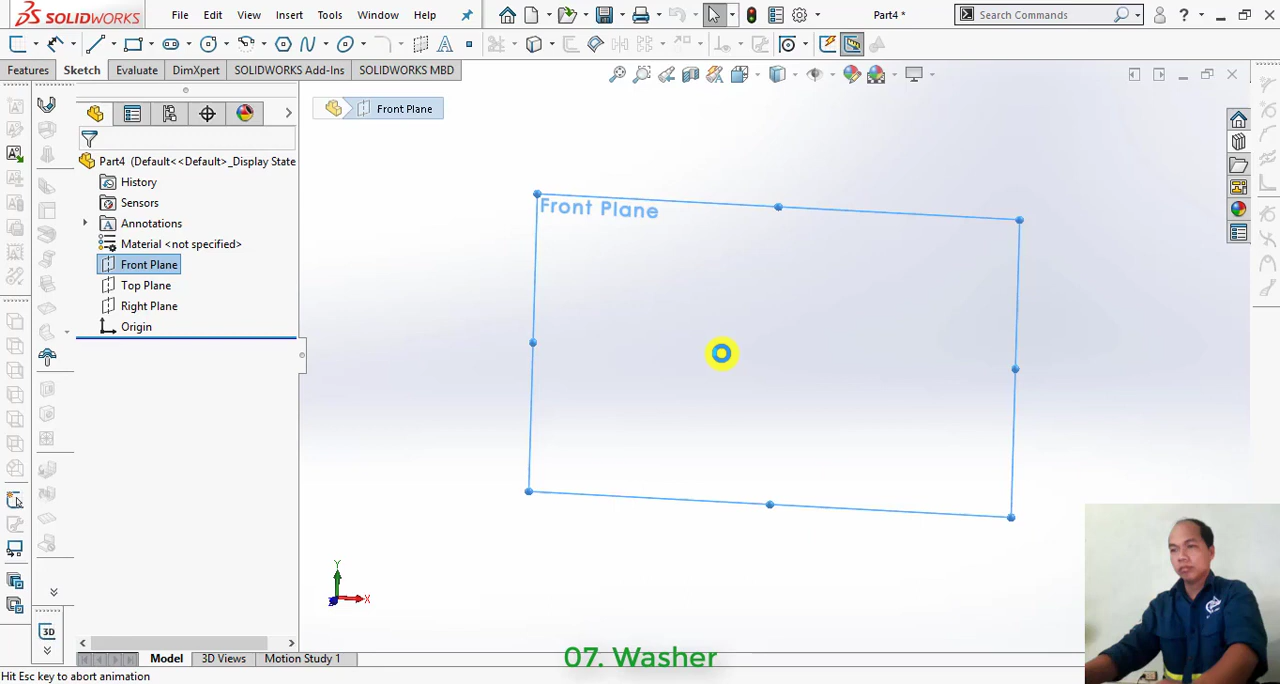 DS SOLIDWORKS File Edit View Insert Tools Window Help Part4 * Search Commands
Features Sketch Evaluate DimXpert SOLIDWORKS Add-Ins SOLIDWORKS MBD
Front Plane
Part4 (Default<<Default>_Display State
History
Sensors
Annotations
Material <not specified>
Front Plane
Top Plane
Right Plane
Origin
Front Plane
Y
X
3D
Model 3D Views Motion Study 1
07. Washer
Hit Esc key to abort animation